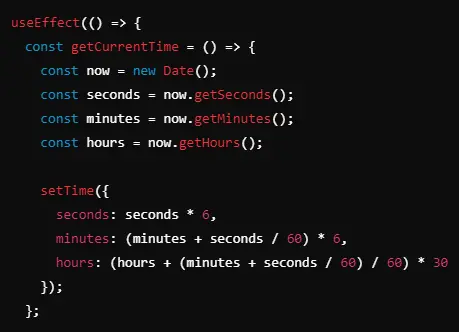 useEffect(() => {
const getCurrentTime = () => {
const now = new Date();
const seconds = now.getSeconds();
const minutes = now.getMinutes();
const hours = now.getHours();
setTime({
seconds: seconds * 6,
minutes: (minutes + seconds / 60) * 6,
hours: (hours + (minutes + seconds / 60) / 60) * 30
});
};